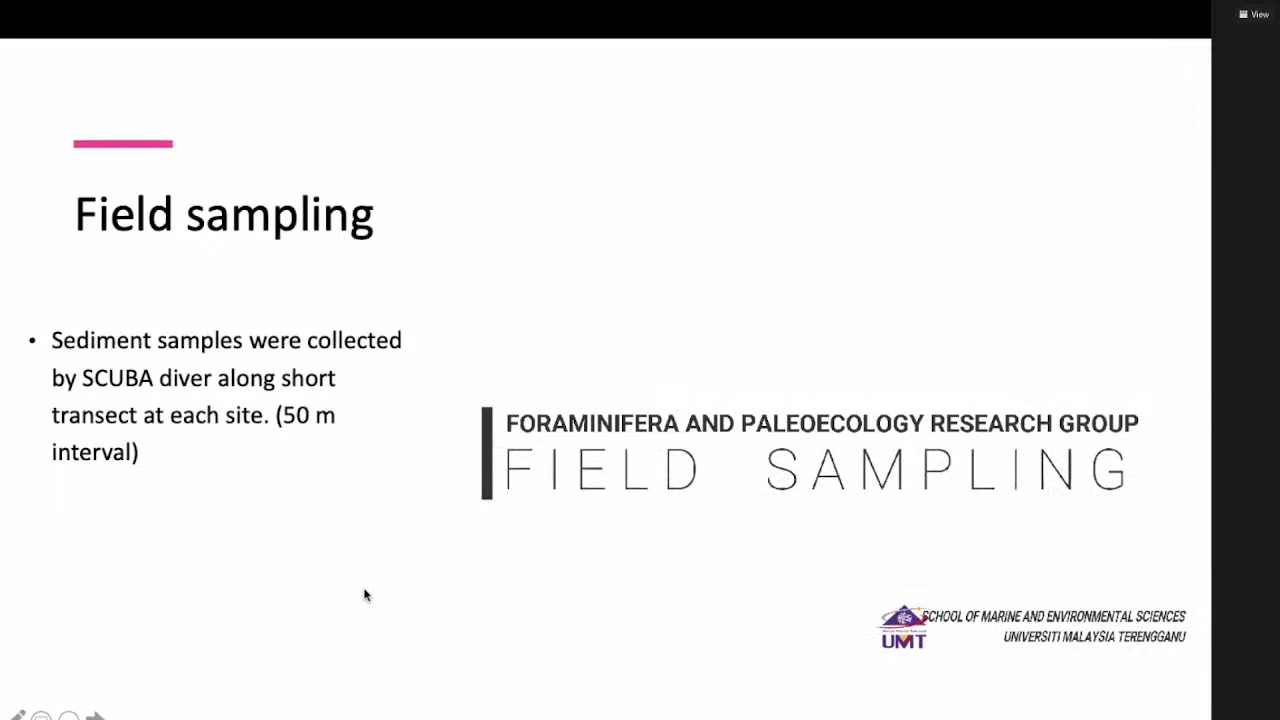 View
Field sampling
• Sediment samples were collected
by SCUBA diver along short
transect at each site. (50 m
interval)
FORAMINIFERA AND PALEOECOLOGY RESEARCH GROUP
FIELD SAMPLING
SCHOOL OF MARINE AND ENVIRONMENTAL SCIENCES
UNIVERSITI MALAYSIA TERENGGANU
UMT